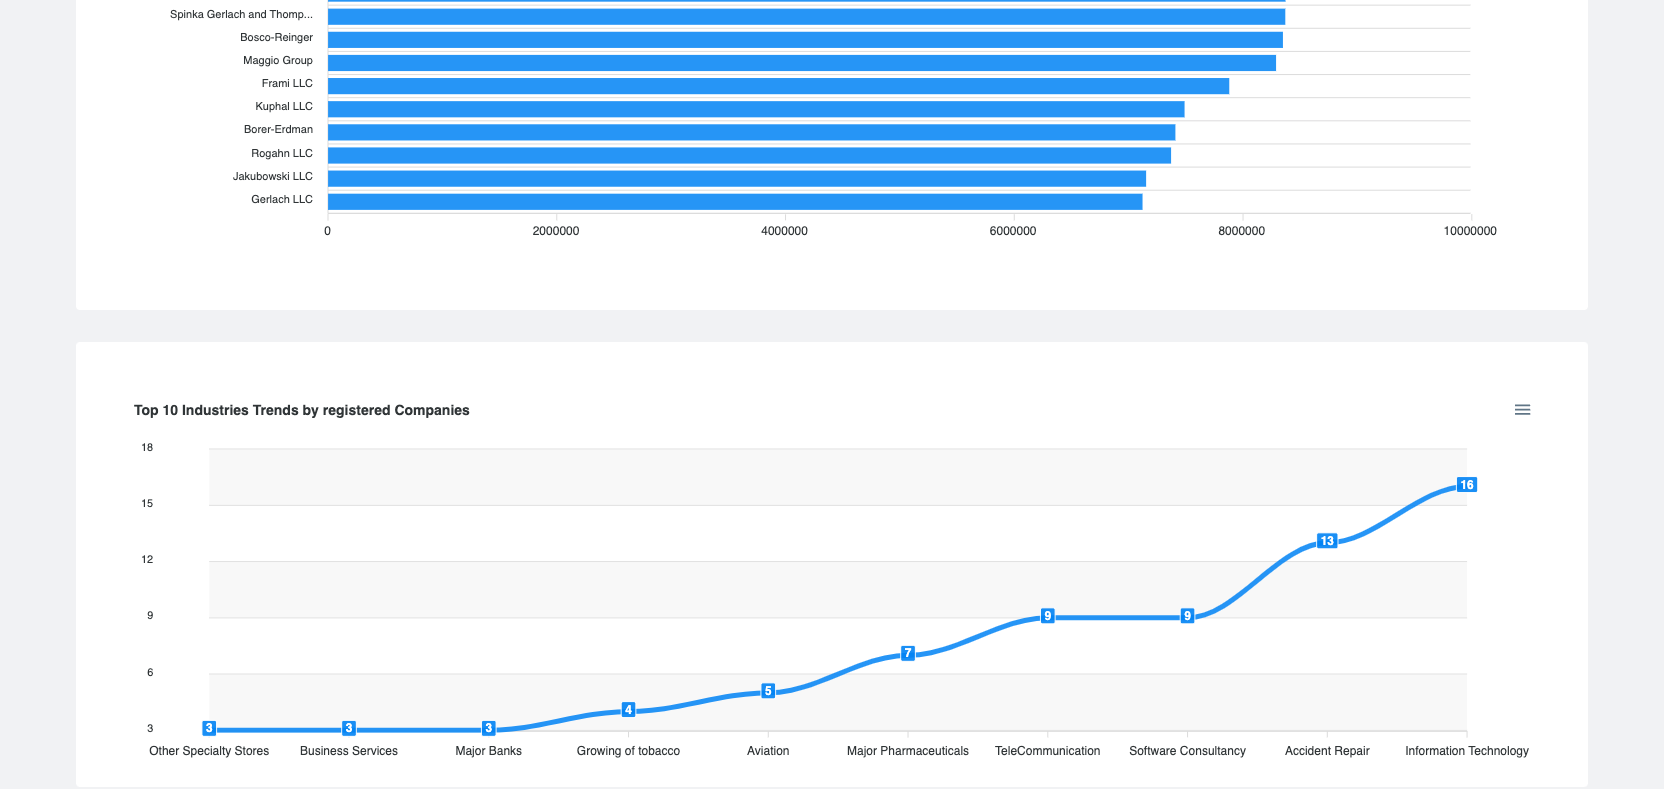 Spinka Gerlach and Thomp...
Bosco-Reinger
Maggio Group
Frami LLC
Kuphal LLC
Borer-Erdman
Rogahn LLC
Jakubowski LLC
Gerlach LLC
0 2000000 4000000 6000000 8000000 10000000
Top 10 Industries Trends by registered Companies
18
16
15
13
12
9 9 9
7
6
5
4
3 3 3 3
Other Specialty Stores Business Services Major Banks Growing of tobacco Aviation Major Pharmaceuticals TeleCommunication Software Consultancy Accident Repair Information Technology